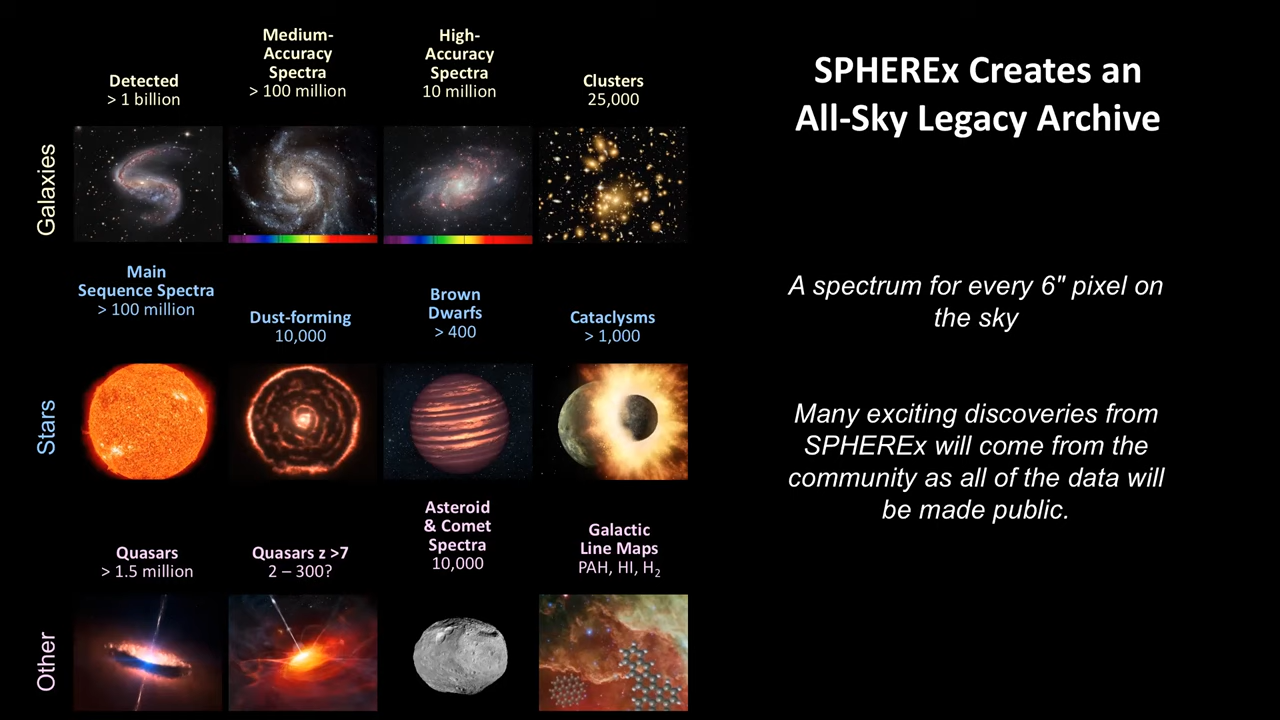 SPHEREx Creates an
All-Sky Legacy Archive
Galaxies
Detected
> 1 billion
Medium-
Accuracy
Spectra
> 100 million
High-
Accuracy
Spectra
10 million
Clusters
25,000
Stars
Main
Sequence Spectra
> 100 million
Dust-forming
10,000
Brown
Dwarfs
> 400
Cataclysms
> 1,000
Other
Quasars
> 1.5 million
Quasars z >7
2 – 300?
Asteroid
& Comet
Spectra
10,000
Galactic
Line Maps
PAH, HI, H₂
A spectrum for every 6" pixel on
the sky
Many exciting discoveries from
SPHEREx will come from the
community as all of the data will
be made public.